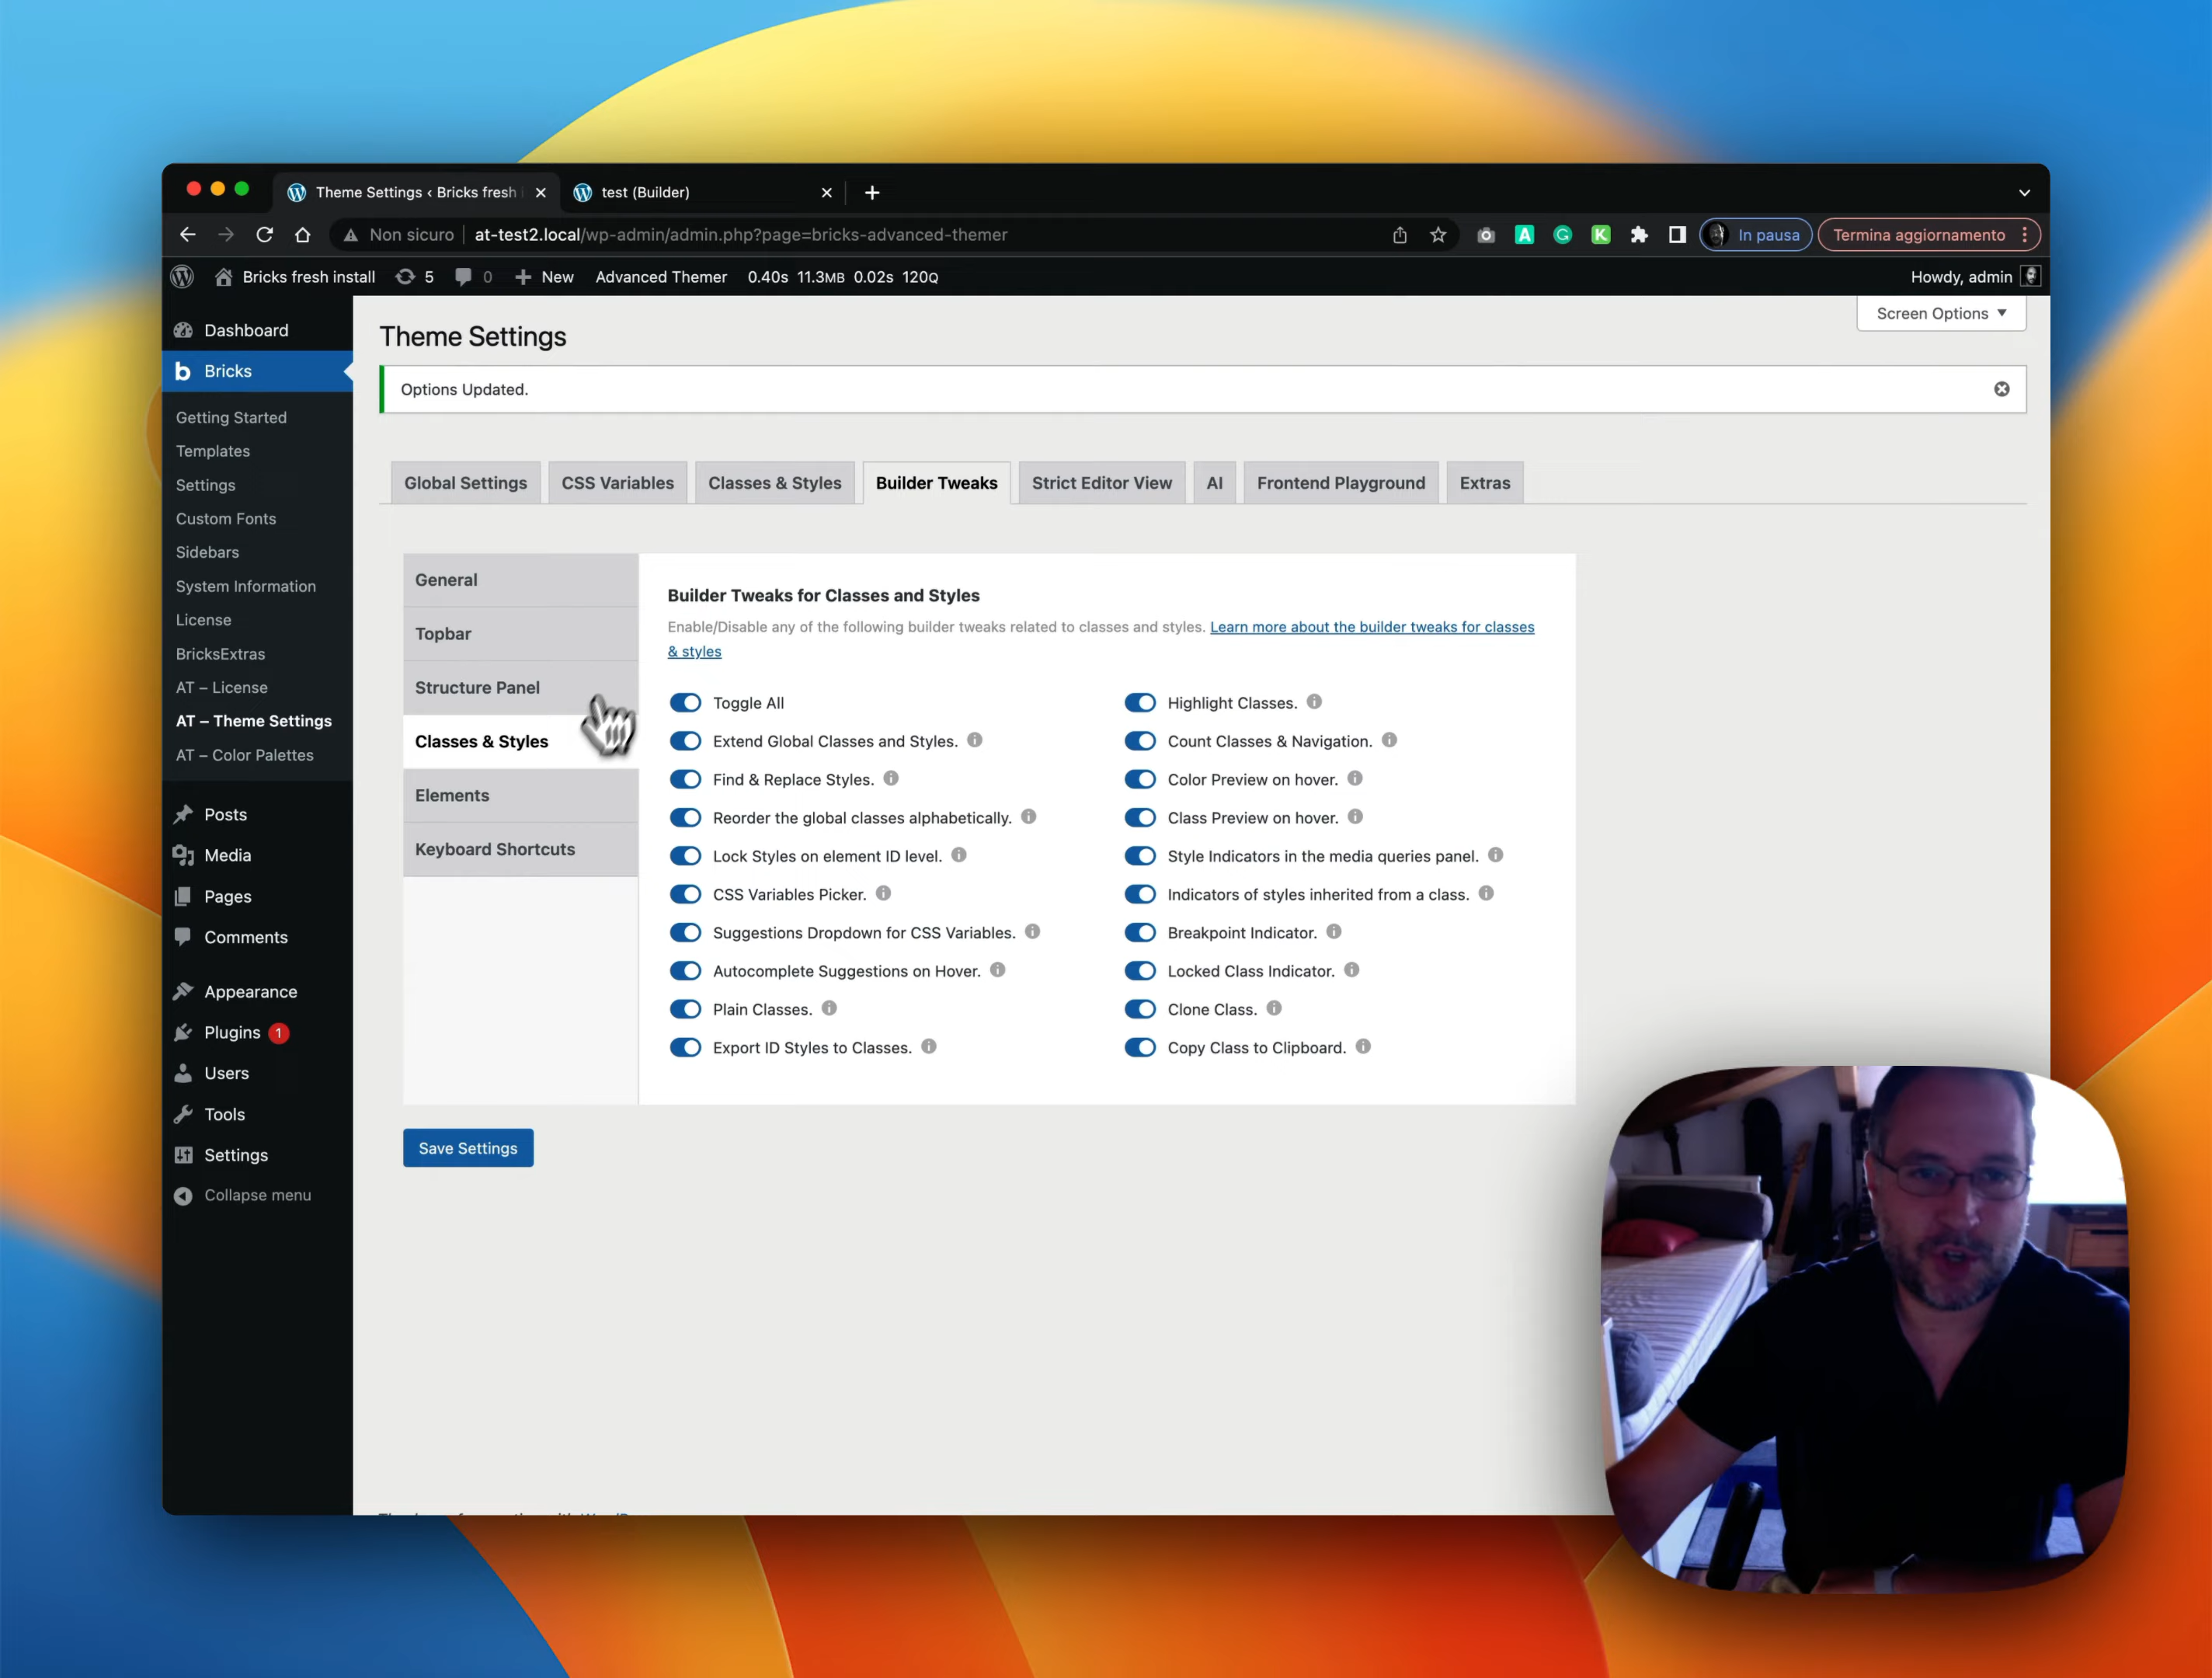 Theme Settings ‹ Bricks fresh
test (Builder)
Non sicuro
at-test2.local/wp-admin/admin.php?page=bricks-advanced-themer
A
K
In pausa
Termina aggiornamento
Bricks fresh install
5
0
New
Advanced Themer
0.40s 11.3MB 0.02s 120Q
Howdy, admin
Dashboard
b Bricks
Getting Started
Templates
Settings
Custom Fonts
Sidebars
System Information
License
BricksExtras
AT – License
AT – Theme Settings
AT – Color Palettes
Posts
Media
Pages
Comments
Appearance
Plugins 1
Users
Tools
Settings
Collapse menu
Screen Options
Theme Settings
Options Updated.
Global Settings
CSS Variables
Classes & Styles
Builder Tweaks
Strict Editor View
AI
Frontend Playground
Extras
General
Topbar
Structure Panel
Classes & Styles
Elements
Keyboard Shortcuts
Builder Tweaks for Classes and Styles
Enable/Disable any of the following builder tweaks related to classes and styles. Learn more about the builder tweaks for classes
& styles
Toggle All
Extend Global Classes and Styles.
Find & Replace Styles.
Reorder the global classes alphabetically.
Lock Styles on element ID level.
CSS Variables Picker.
Suggestions Dropdown for CSS Variables.
Autocomplete Suggestions on Hover.
Plain Classes.
Export ID Styles to Classes.
Highlight Classes.
Count Classes & Navigation.
Color Preview on hover.
Class Preview on hover.
Style Indicators in the media queries panel.
Indicators of styles inherited from a class.
Breakpoint Indicator.
Locked Class Indicator.
Clone Class.
Copy Class to Clipboard.
Save Settings